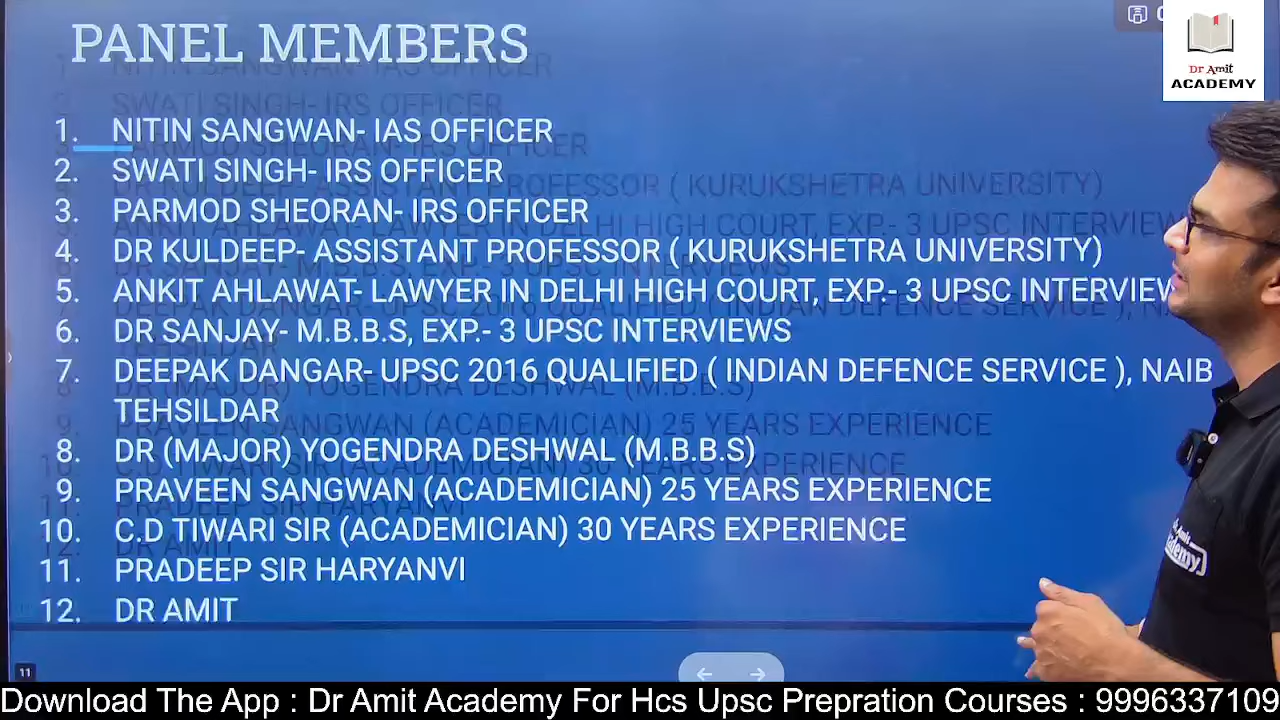 PANEL MEMBERS
Dr Amit
ACADEMY
1. NITIN SANGWAN- IAS OFFICER
2. SWATI SINGH- IRS OFFICER
3. PARMOD SHEORAN- IRS OFFICER
4. DR KULDEEP- ASSISTANT PROFESSOR ( KURUKSHETRA UNIVERSITY)
5. ANKIT AHLAWAT- LAWYER IN DELHI HIGH COURT, EXP.- 3 UPSC
6. DR SANJAY- M.B.B.S, EXP.- 3 UPSC INTERVIEWS
7. DEEPAK DANGAR- UPSC 2016 QUALIFIED ( INDIAN DEFENCE SERVICE ), NAIB
TEHSILDAR
8. DR (MAJOR) YOGENDRA DESHWAL (M.B.B.S)
9. PRAVEEN SANGWAN (ACADEMICIAN) 25 YEARS EXPERIENCE
10. C.D TIWARI SIR (ACADEMICIAN) 30 YEARS EXPERIENCE
11. PRADEEP SIR HARYANVI
12. DR AMIT
11
Download The App : Dr Amit Academy For Hcs Upsc Prepration Courses : 9996337109